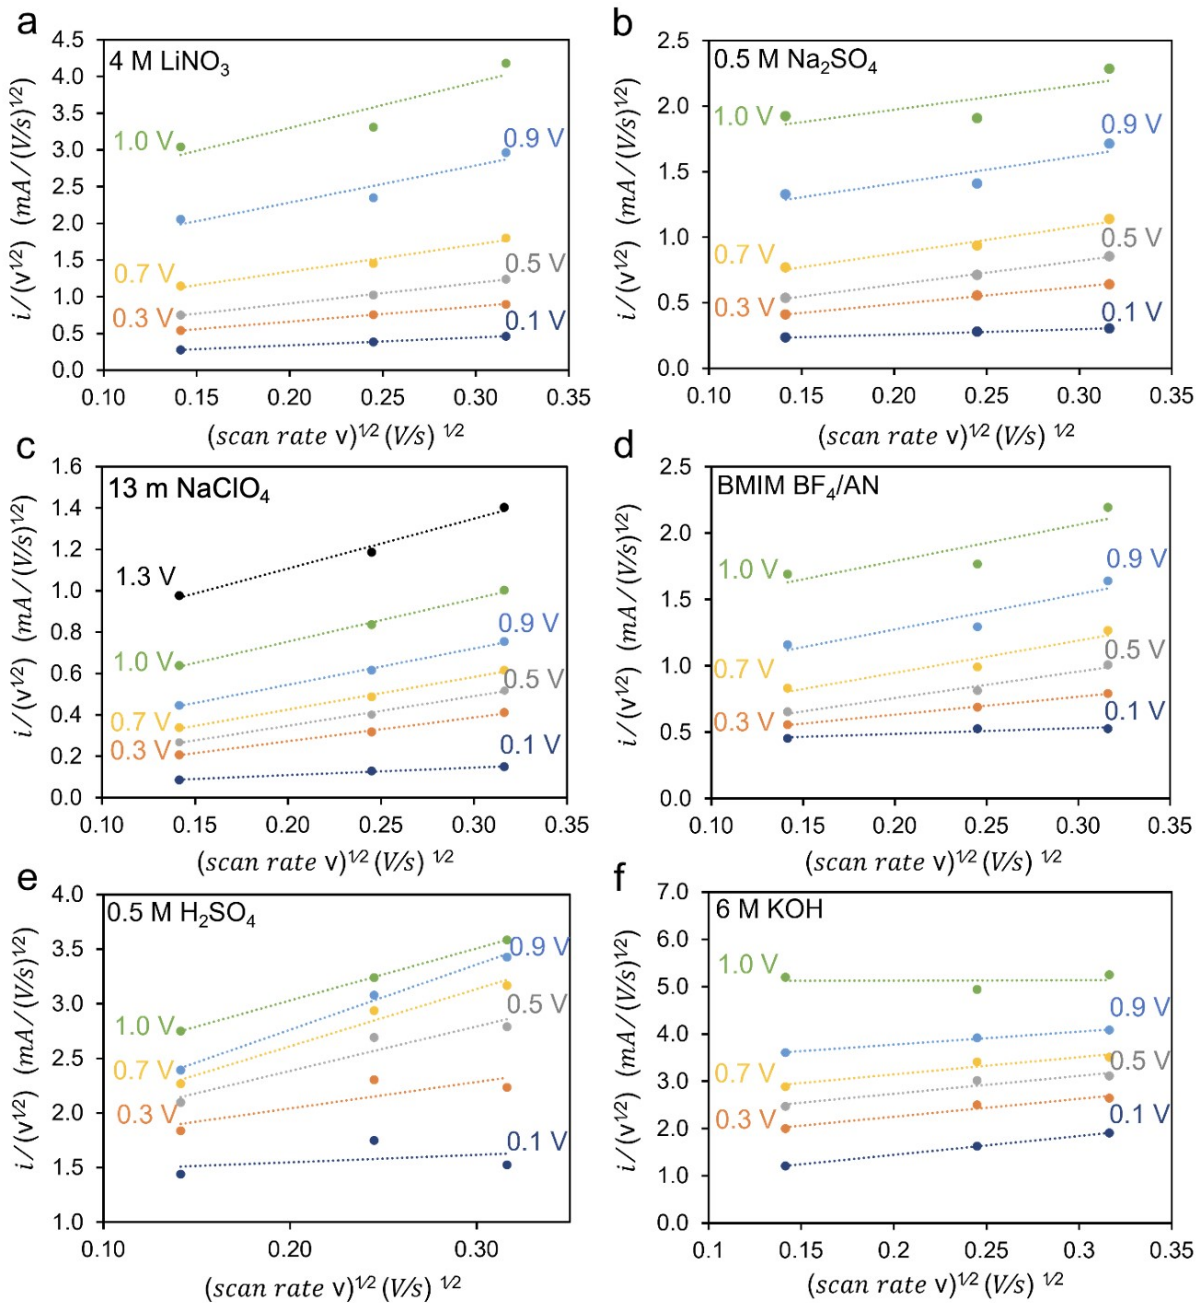 a
4 M LiNO₃
4.5
4.0
3.5
3.0
2.5
2.0
1.5
1.0
0.5
0.0
1.0 V
0.9 V
0.7 V
0.5 V
0.3 V
0.1 V
0.10 0.15 0.20 0.25 0.30 0.35
i/(v^1/2) (mA/(V/s)^1/2)
(scan rate v)^1/2 (V/s) ^1/2
b
0.5 M Na₂SO₄
2.5
2.0
1.5
1.0
0.5
0.0
1.0 V
0.9 V
0.7 V
0.5 V
0.3 V
0.1 V
0.10 0.15 0.20 0.25 0.30 0.35
i/(v^1/2) (mA/(V/s)^1/2)
(scan rate v)^1/2 (V/s) ^1/2
c
13 m NaClO₄
1.6
1.4
1.2
1.0
0.8
0.6
0.4
0.2
0.0
1.3 V
1.0 V
0.9 V
0.7 V
0.5 V
0.3 V
0.1 V
0.10 0.15 0.20 0.25 0.30 0.35
i/(v^1/2) (mA/(V/s)^1/2)
(scan rate v)^1/2 (V/s) ^1/2
d
BMIM BF₄/AN
2.5
2.0
1.5
1.0
0.5
0.0
1.0 V
0.9 V
0.7 V
0.5 V
0.3 V
0.1 V
0.10 0.15 0.20 0.25 0.30 0.35
i/(v^1/2) (mA/(V/s)^1/2)
(scan rate v)^1/2 (V/s) ^1/2
e
0.5 M H₂SO₄
4.0
3.5
3.0
2.5
2.0
1.5
1.0
1.0 V
0.9 V
0.7 V
0.5 V
0.3 V
0.1 V
0.10 0.20 0.30
i/(v^1/2) (mA/(V/s)^1/2)
(scan rate v)^1/2 (V/s) ^1/2
f
6 M KOH
7.0
6.0
5.0
4.0
3.0
2.0
1.0
0.0
1.0 V
0.9 V
0.7 V
0.5 V
0.3 V
0.1 V
0.1 0.15 0.2 0.25 0.3 0.35
i/(v^1/2) (mA/(V/s)^1/2)
(scan rate v)^1/2 (V/s) ^1/2